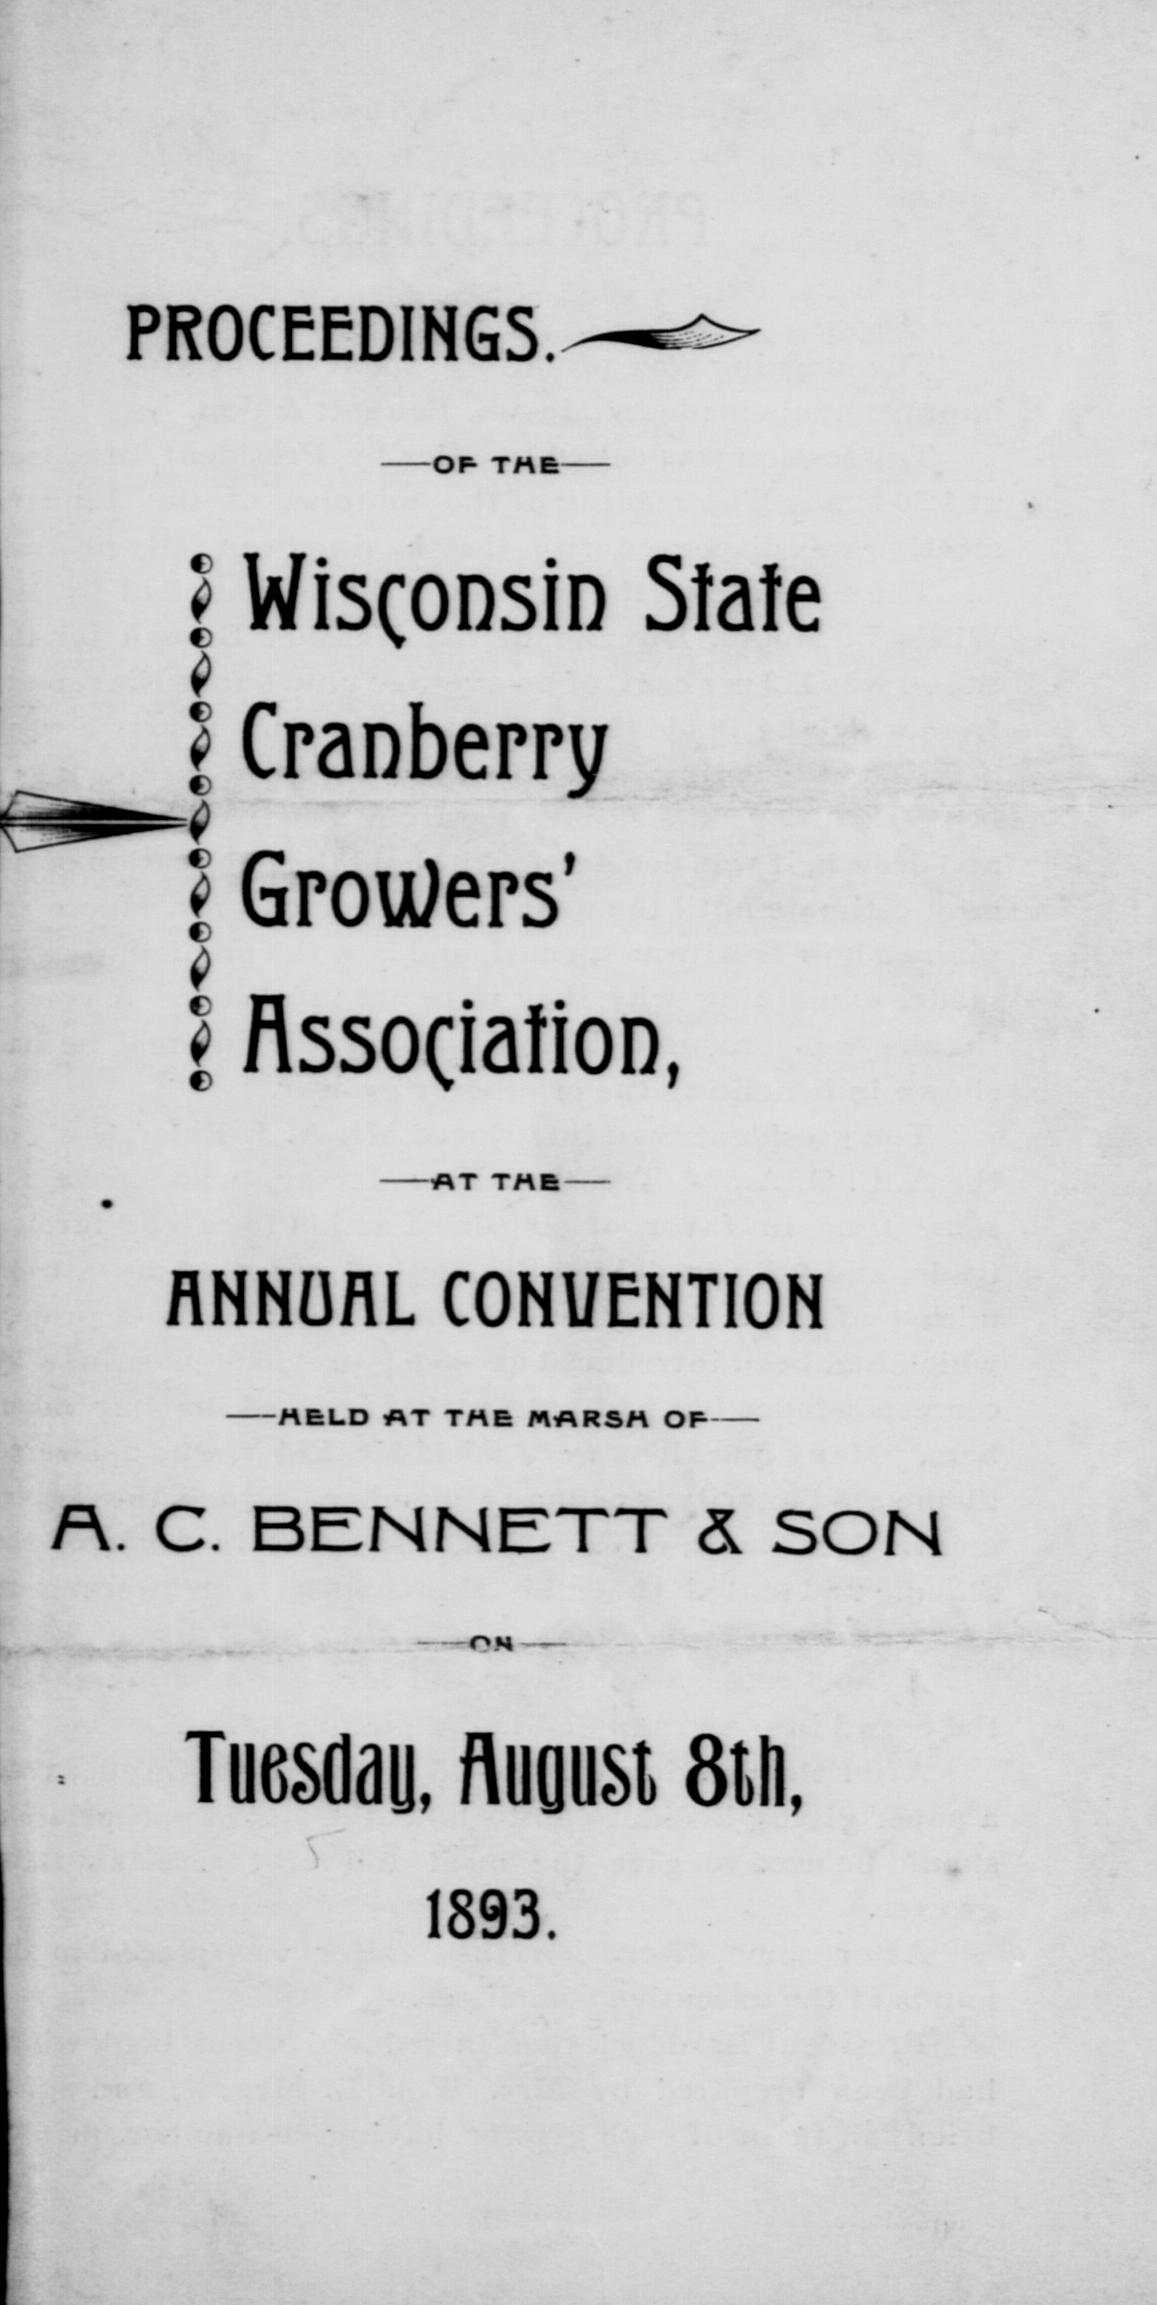 PROCEEDINGS.
—OF THE—
Wisconsin State
Cranberry
Growers'
Association,
—AT THE—
ANNUAL CONVENTION
—HELD AT THE MARSH OF—
A. C. BENNETT & SON
—ON—
Tuesday, August 8th,
1893.